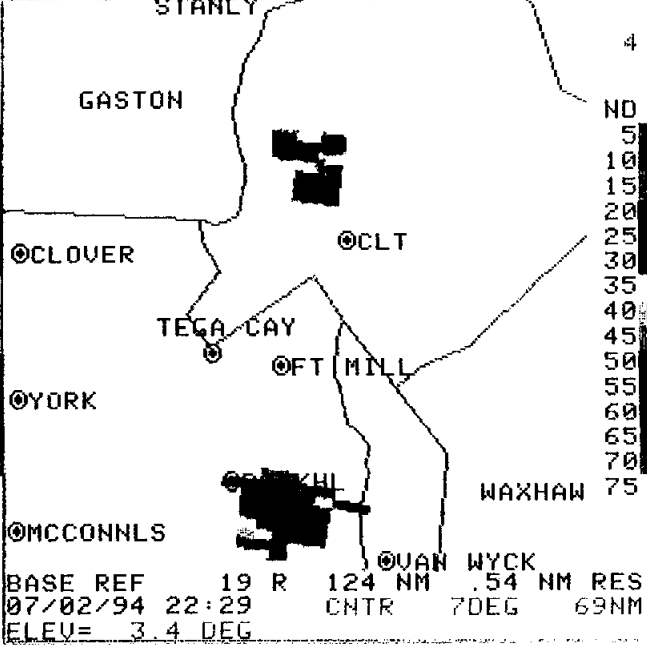 STANLY
4
GASTON
ND
5
10
15
20
25
30
35
40
45
50
55
60
65
70
75
CLT
CLOVER
TEGA CAY
FT MILL
YORK
WAXHAW
MCCONNLS
VAN WYCK
BASE REF 19 R 124 NM .54 NM RES
07/02/94 22:29 CNTR 7DEG 69NM
ELEV= 3.4 DEG